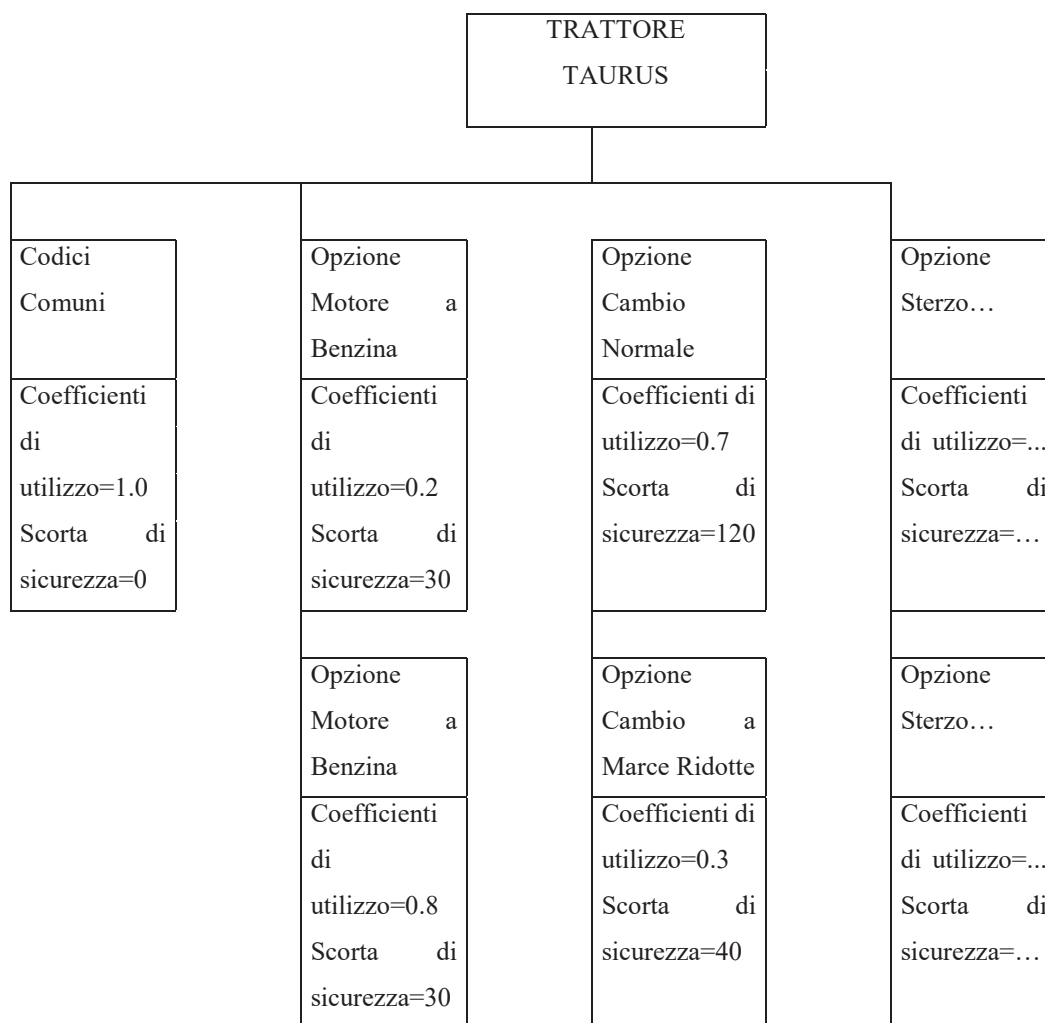 TRATTORE
TAURUS
Codici
Comuni
Coefficienti
di
utilizzo=1.0
Scorta di
sicurezza=0
Opzione
Motore a
Benzina
Coefficienti
di
utilizzo=0.2
Scorta di
sicurezza=30
Opzione
Cambio
Normale
Coefficienti di
utilizzo=0.7
Scorta di
sicurezza=120
Opzione
Sterzo…
Coefficienti
di utilizzo=...
Scorta di
sicurezza=…
Opzione
Motore a
Benzina
Coefficienti
di
utilizzo=0.8
Scorta di
sicurezza=30
Opzione
Cambio a
Marce Ridotte
Coefficienti di
utilizzo=0.3
Scorta di
sicurezza=40
Opzione
Sterzo…
Coefficienti
di utilizzo=...
Scorta di
sicurezza=…